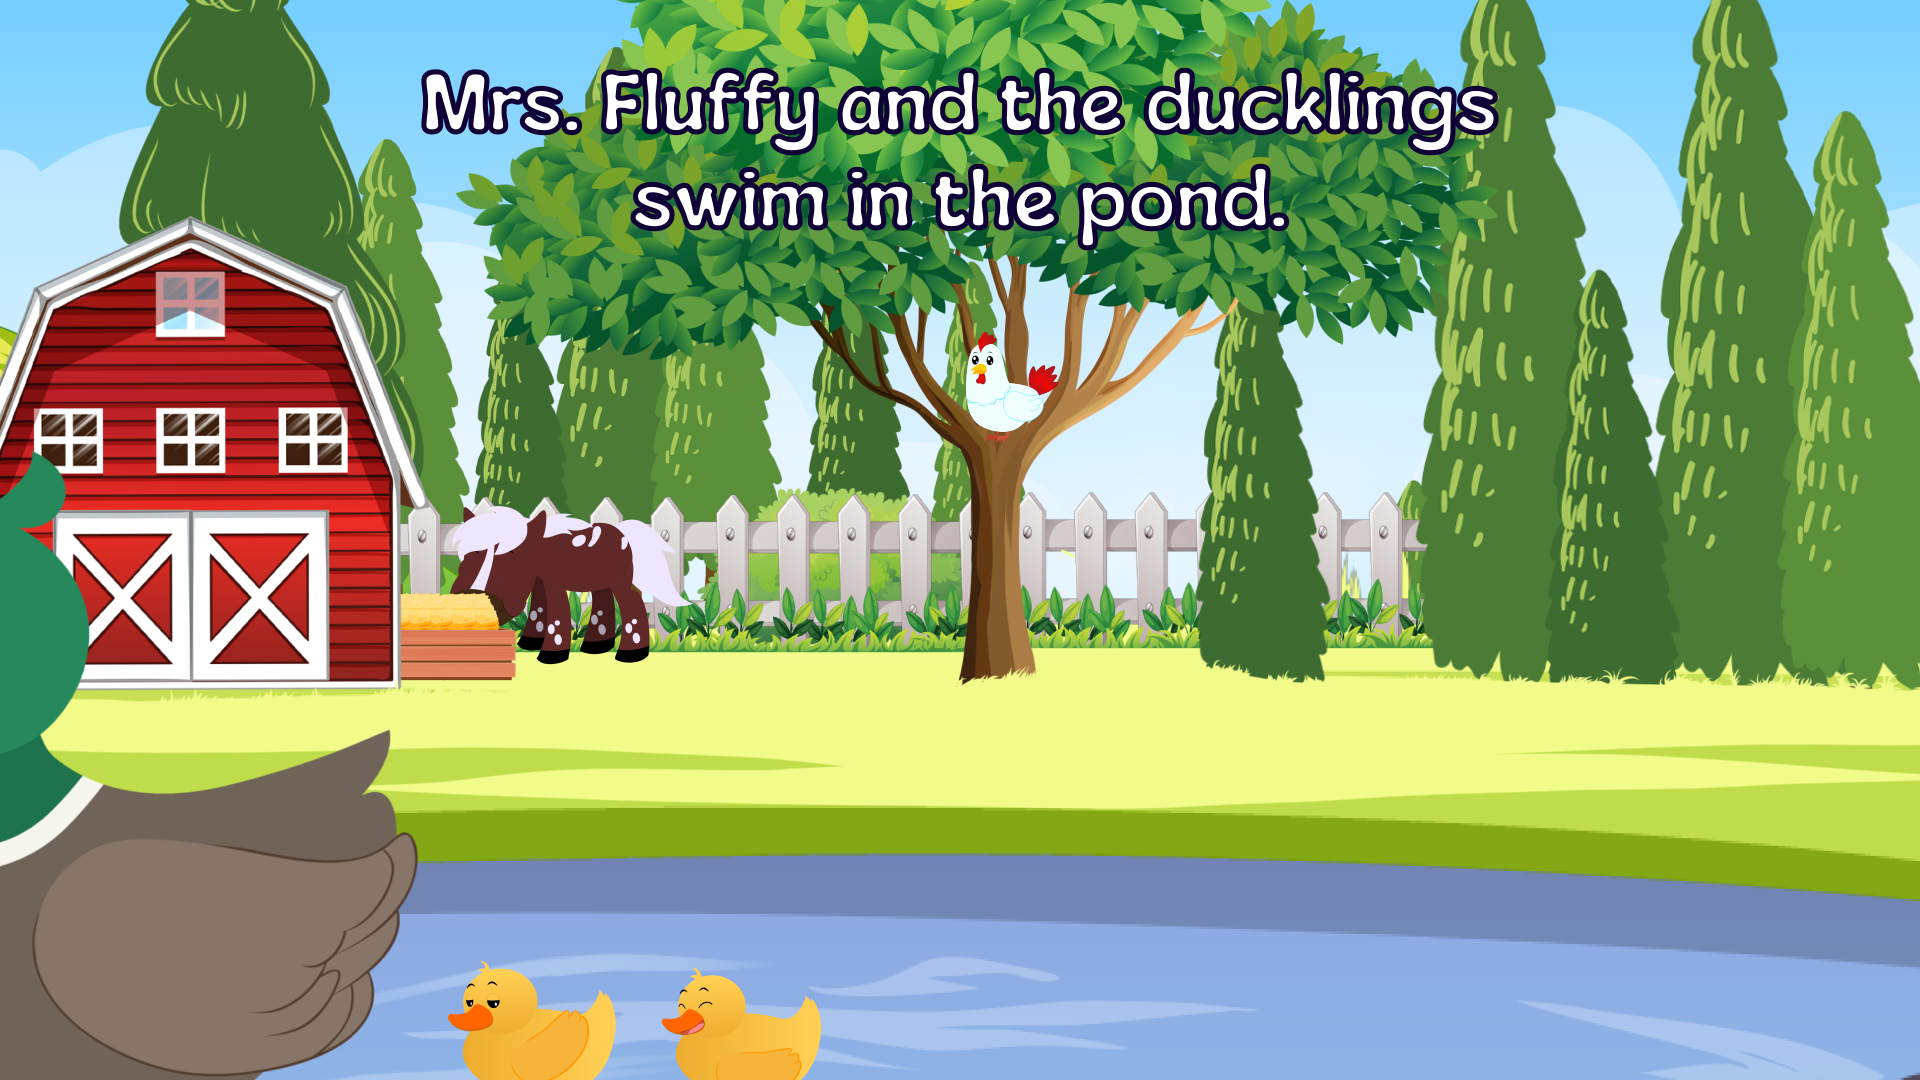 Mrs. Fluffy and the ducklings
swim in the pond.